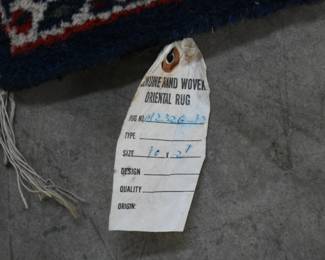 HAND WOVEN
ORIENTAL RUG
RUG NO.
TYPE
SIZE
DESIGN
QUALITY
ORIGIN: